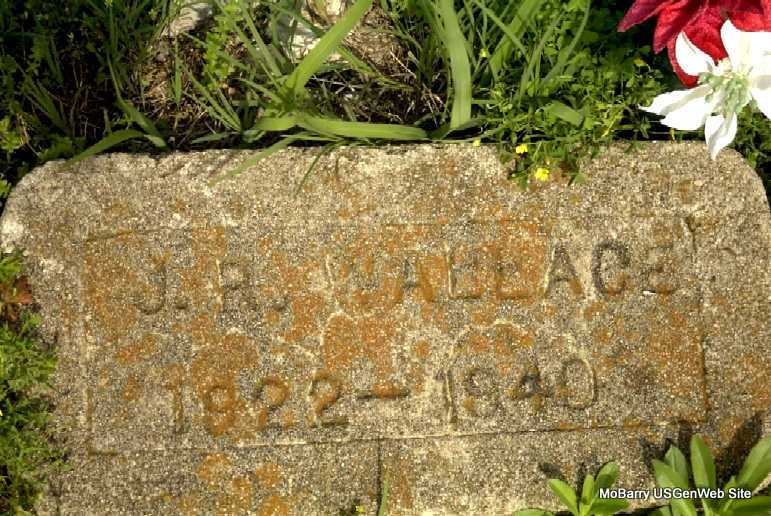 J. R. WALLACE
1922-1940
MoBarry USGenWeb Site